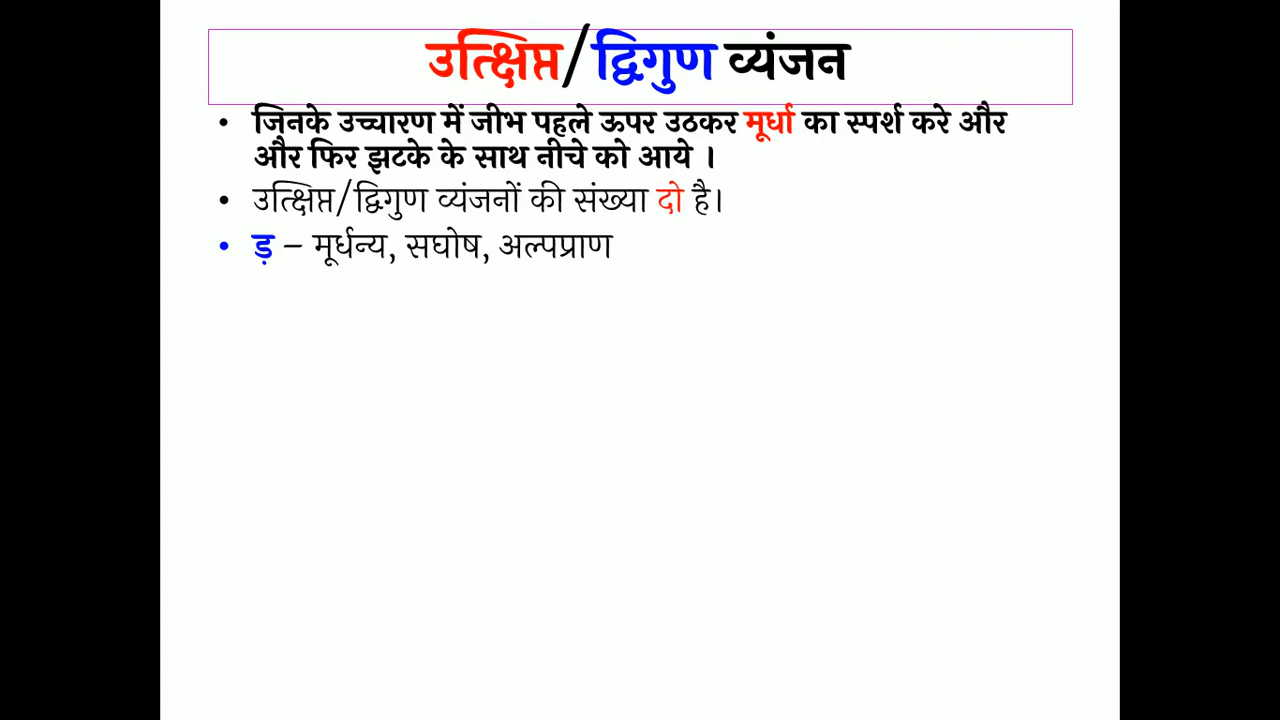 उत्क्षिप्त/द्विगुण व्यंजन
• जिनके उच्चारण में जीभ पहले ऊपर उठकर मूर्धा का स्पर्श करे और
और फिर झटके के साथ नीचे को आये ।
• उत्क्षिप्त/द्विगुण व्यंजनों की संख्या दो है।
• ड़ – मूर्धन्य, सघोष, अल्पप्राण